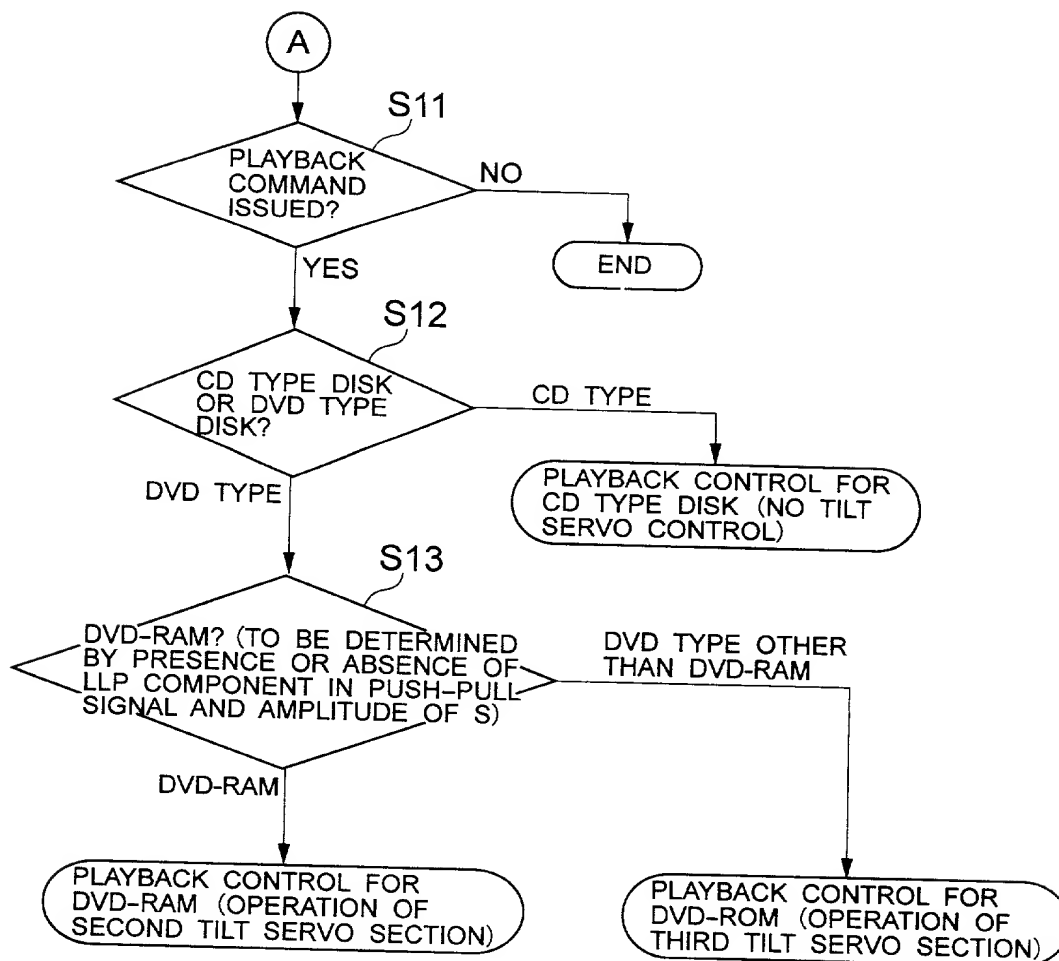 A
S11
PLAYBACK
COMMAND
ISSUED?
NO
END
YES
S12
CD TYPE DISK
OR DVD TYPE
DISK?
CD TYPE
PLAYBACK CONTROL FOR
CD TYPE DISK (NO TILT
SERVO CONTROL)
DVD TYPE
S13
DVD-RAM? (TO BE DETERMINED
BY PRESENCE OR ABSENCE OF
LLP COMPONENT IN PUSH-PULL
SIGNAL AND AMPLITUDE OF S)
DVD TYPE OTHER
THAN DVD-RAM
DVD-RAM
PLAYBACK CONTROL FOR
DVD-RAM (OPERATION OF
SECOND TILT SERVO SECTION)
PLAYBACK CONTROL FOR
DVD-ROM (OPERATION OF
THIRD TILT SERVO SECTION)